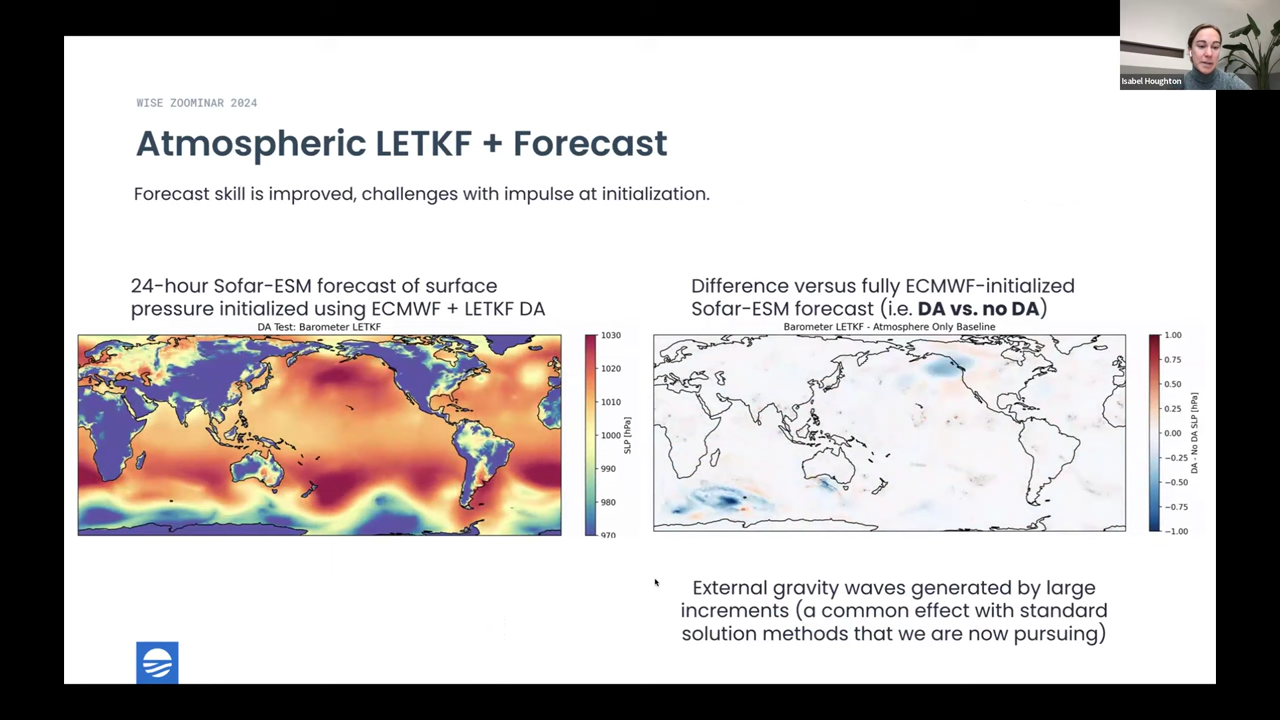 Isabel Houghton
WISE ZOOMINAR 2024
Atmospheric LETKF + Forecast
Forecast skill is improved, challenges with impulse at initialization.
24-hour Sofar-ESM forecast of surface
pressure initialized using ECMWF + LETKF DA
DA Test: Barometer LETKF
1030
1020
1010
1000
990
980
970
SLP [hPa]
Difference versus fully ECMWF-initialized
Sofar-ESM forecast (i.e. DA vs. no DA)
Barometer LETKF - Atmosphere Only Baseline
1.00
0.75
0.50
0.25
0.00
−0.25
−0.50
−0.75
−1.00
DA - No DA SLP [hPa]
External gravity waves generated by large
increments (a common effect with standard
solution methods that we are now pursuing)